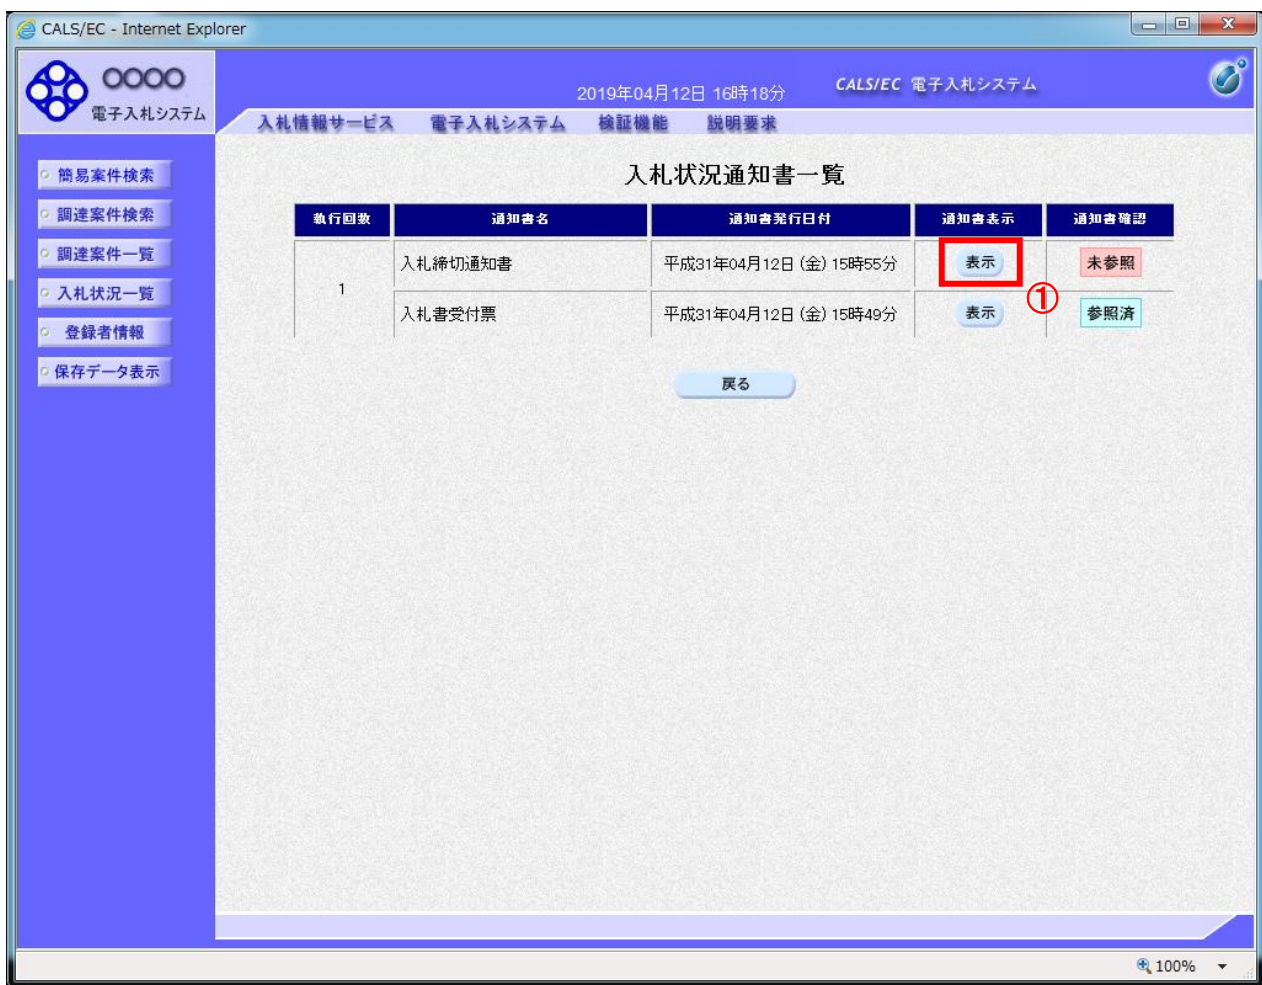 CALS/EC - Internet Explorer
〇〇〇〇
電子入札システム
2019年04月12日 16時18分
CALS/EC 電子入札システム
入札情報サービス 電子入札システム 検証機能 説明要求
簡易案件検索
調達案件検索
調達案件一覧
入札状況一覧
登録者情報
保存データ表示
入札状況通知書一覧
執行回数 通知書名 通知書発行日付 通知書表示 通知書確認
1
入札締切通知書 平成31年04月12日(金) 15時55分 表示 未参照
①
入札書受付票 平成31年04月12日(金) 15時49分 表示 参照済
戻る
100%